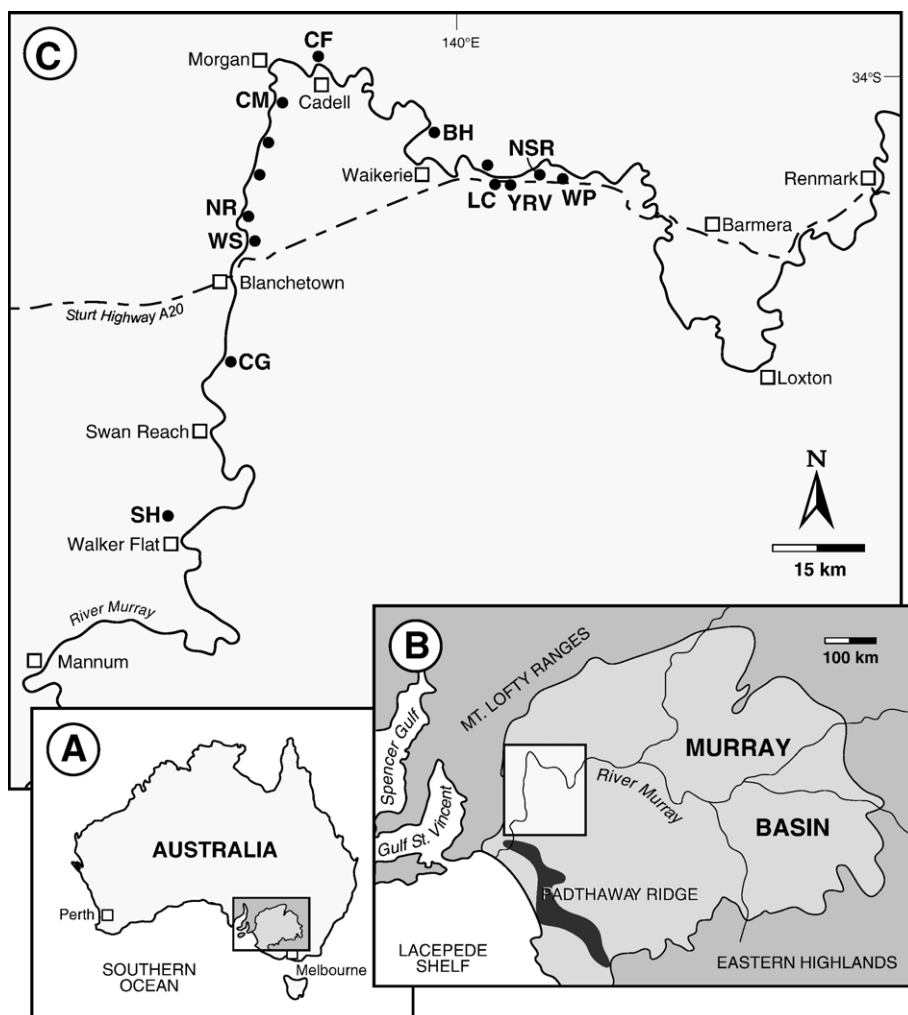 C
CF
140°E
Morgan
34°S
Cadell
CM
BH
NSR
Waikerie
Renmark
LC
YRV
WP
NR
Barmera
WS
Blanchetown
Sturt Highway A20
CG
Loxton
Swan Reach
N
SH
Walker Flat
15 km
River Murray
Mannum
B
100 km
MT. LOFTY RANGES
Spencer Gulf
MURRAY
River Murray
BASIN
Gulf St. Vincent
PADTHAWAY RIDGE
LACEPEDE
SHELF
EASTERN HIGHLANDS
A
AUSTRALIA
Perth
Melbourne
SOUTHERN
OCEAN